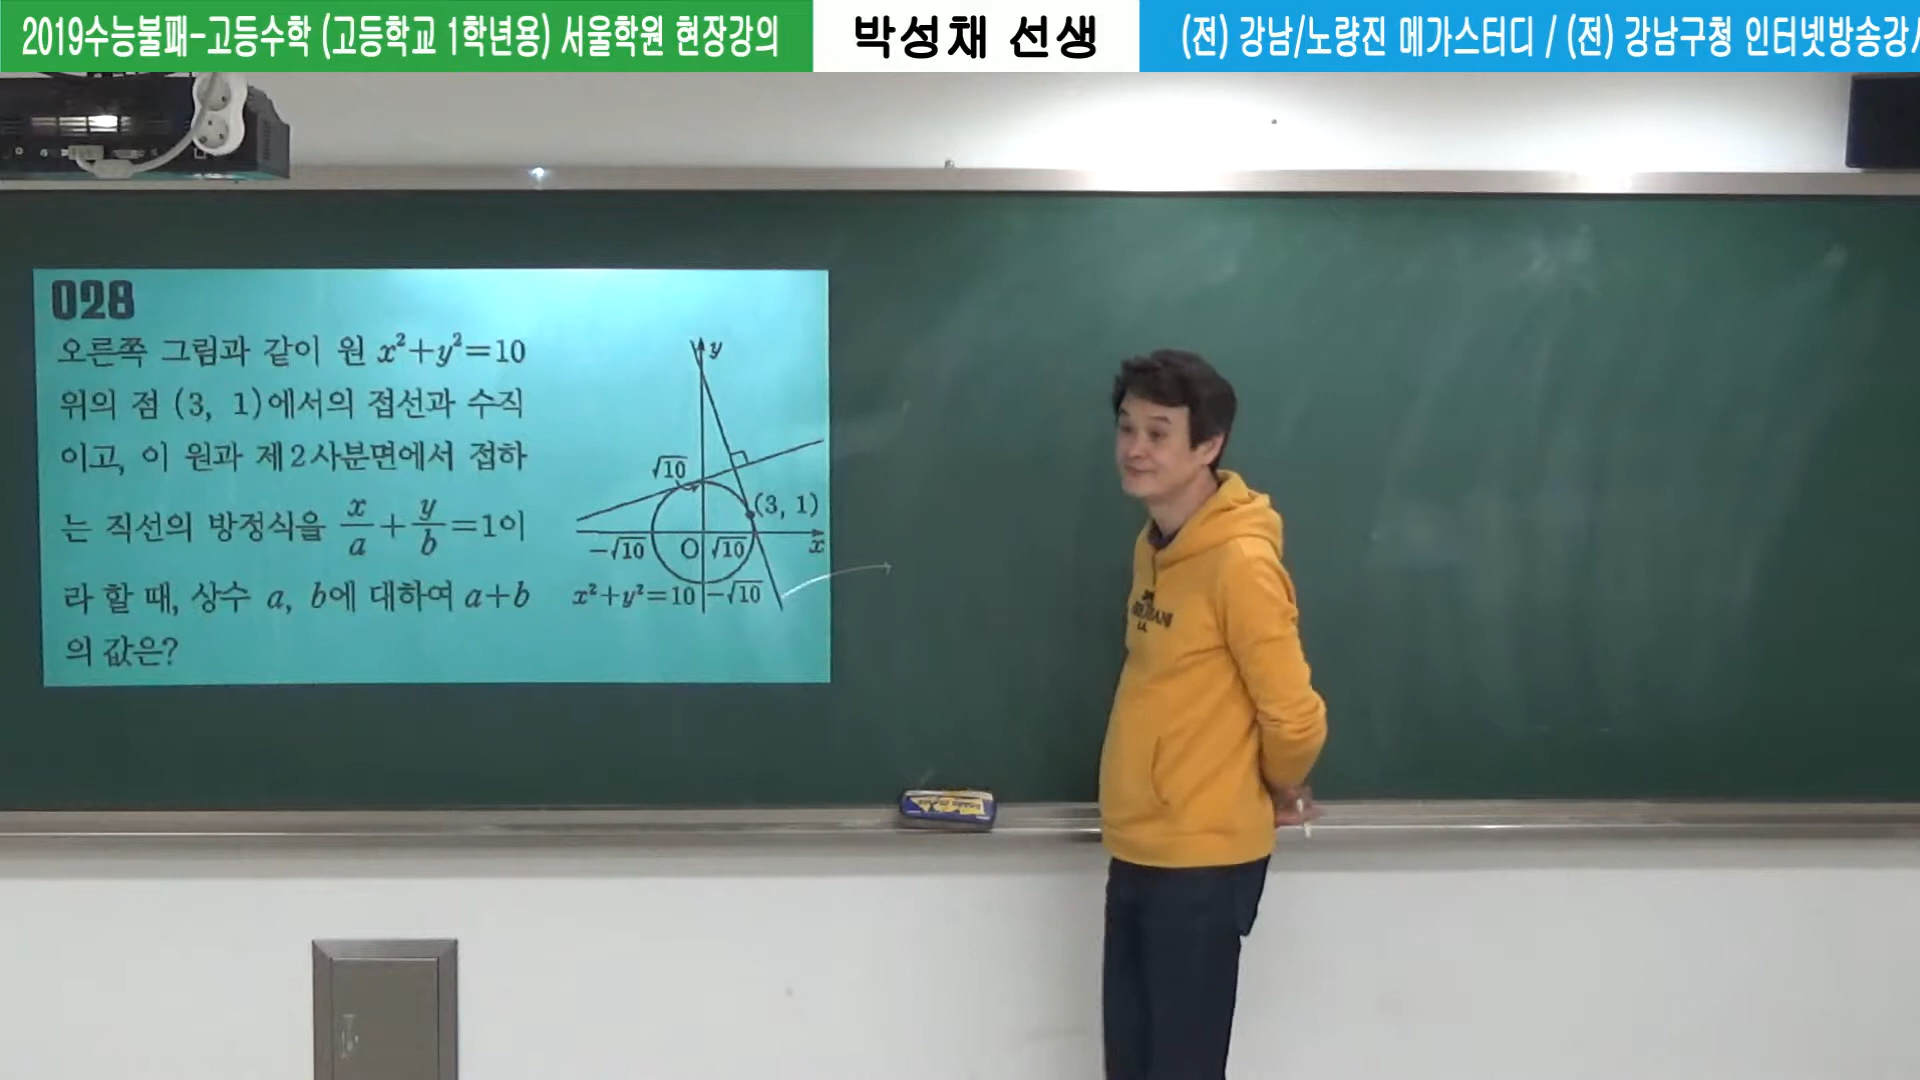 2019수능불패-고등수학 (고등학교 1학년용) 서울학원 현장강의
박성채 선생
(전) 강남/노량진 메가스터디 / (전) 강남구청 인터넷방송강사
028
오른쪽 그림과 같이 원 x²+y²=10
위의 점 (3, 1)에서의 접선과 수직
이고, 이 원과 제2사분면에서 접하
는 직선의 방정식을 x/a+y/b=1이
라 할 때, 상수 a, b에 대하여 a+b
의 값은?
y
√10
(3, 1)
-√10
O
√10
x
x²+y²=10
-√10